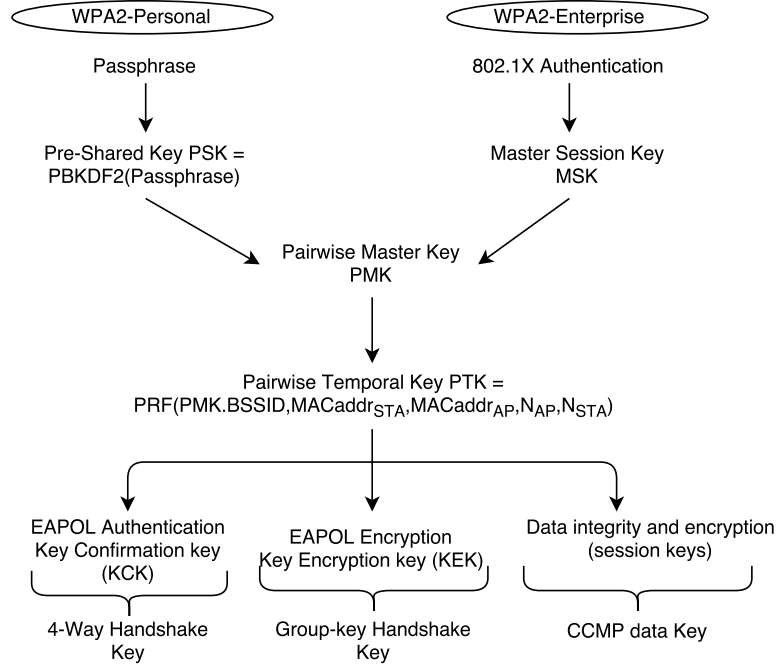 WPA2-Personal
WPA2-Enterprise
Passphrase
802.1X Authentication
Pre-Shared Key PSK =
PBKDF2(Passphrase)
Master Session Key
MSK
Pairwise Master Key
PMK
Pairwise Temporal Key PTK =
PRF(PMK.BSSID,MACaddrSTA,MACaddrAP,NAP,NSTA)
EAPOL Authentication
Key Confirmation key
(KCK)
EAPOL Encryption
Key Encryption key (KEK)
Data integrity and encryption
(session keys)
4-Way Handshake
Key
Group-key Handshake
Key
CCMP data Key